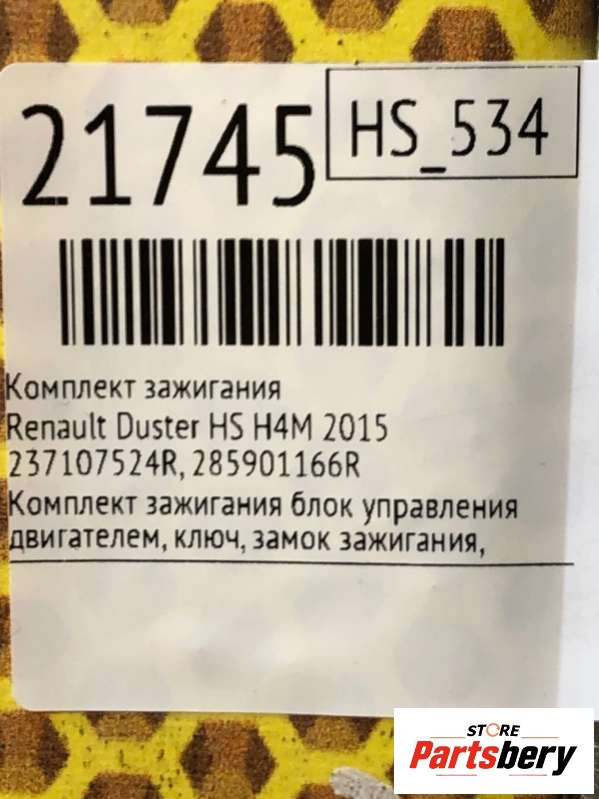 21745
HS_534
Комплект зажигания
Renault Duster HS H4M 2015
237107524R, 285901166R
Комплект зажигания блок управления
двигателем, ключ, замок зажигания,
STORE
Partsbery